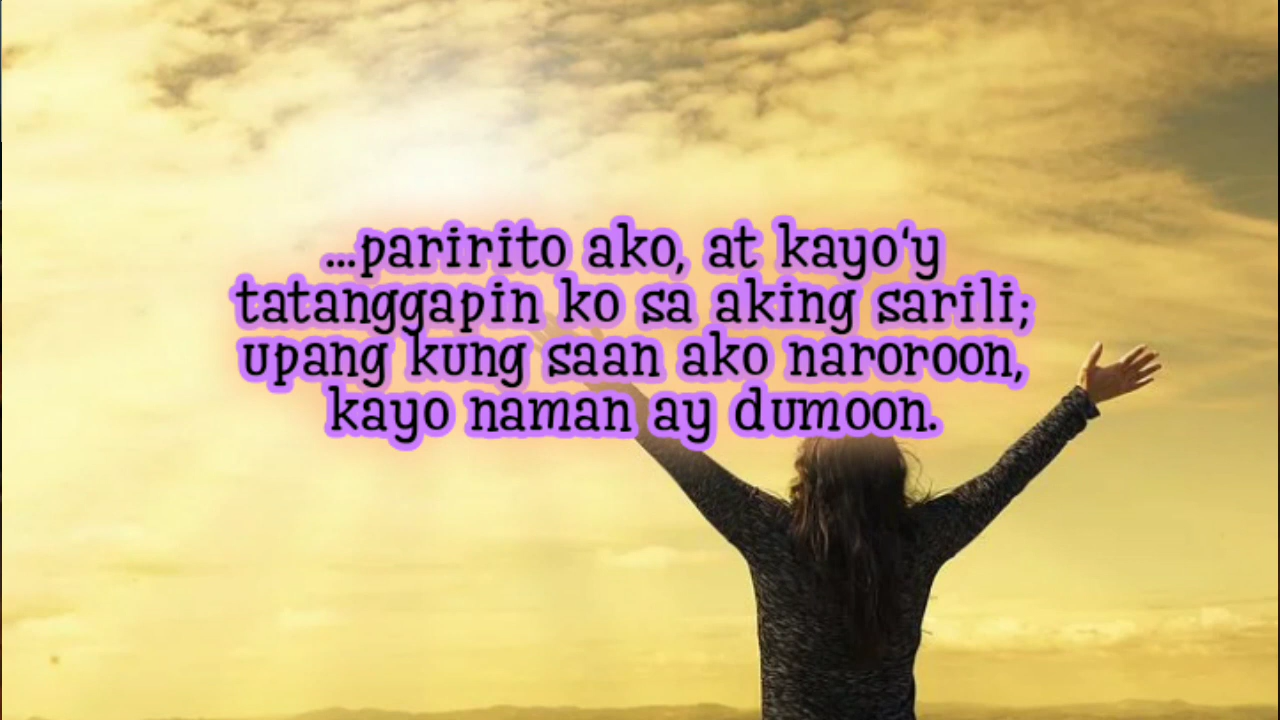 ...paririto ako, at kayo'y
tatanggapin ko sa aking sarili;
upang kung saan ako naroroon,
kayo naman ay dumoon.